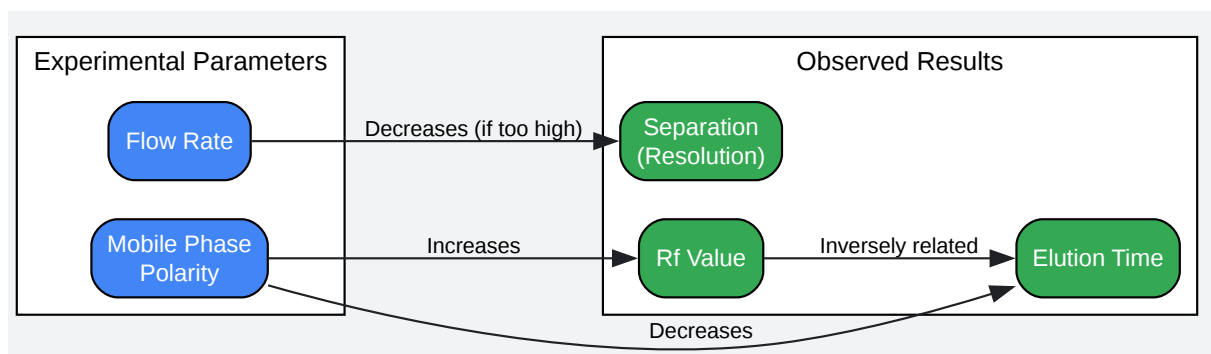 Experimental Parameters
Observed Results
Flow Rate
Decreases (if too high)
Separation
(Resolution)
Mobile Phase
Polarity
Increases
Rf Value
Inversely related
Elution Time
Decreases